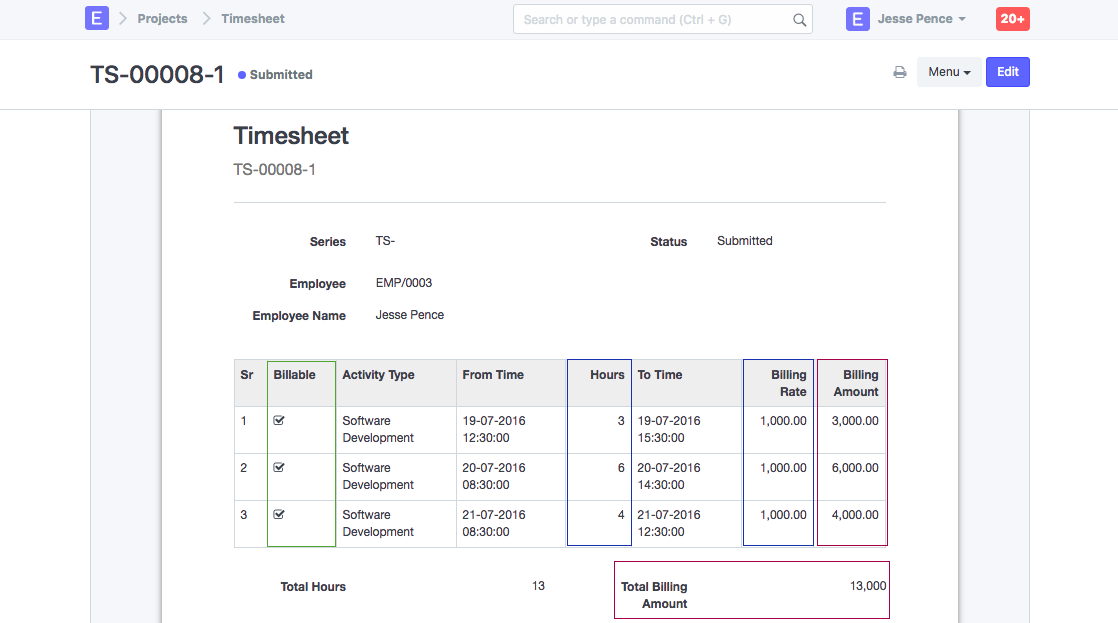 E Projects Timesheet Search or type a command (Ctrl + G) E Jesse Pence 20+
TS-00008-1 Submitted Menu Edit
Timesheet
TS-00008-1
Series TS- Status Submitted
Employee EMP/0003
Employee Name Jesse Pence
Sr Billable Activity Type From Time Hours To Time Billing Billing
Rate Amount
1 Software 19-07-2016 3 19-07-2016 1,000.00 3,000.00
Development 12:30:00 15:30:00
2 Software 20-07-2016 6 20-07-2016 1,000.00 6,000.00
Development 08:30:00 14:30:00
3 Software 21-07-2016 4 21-07-2016 1,000.00 4,000.00
Development 08:30:00 12:30:00
Total Hours 13 Total Billing 13,000
Amount